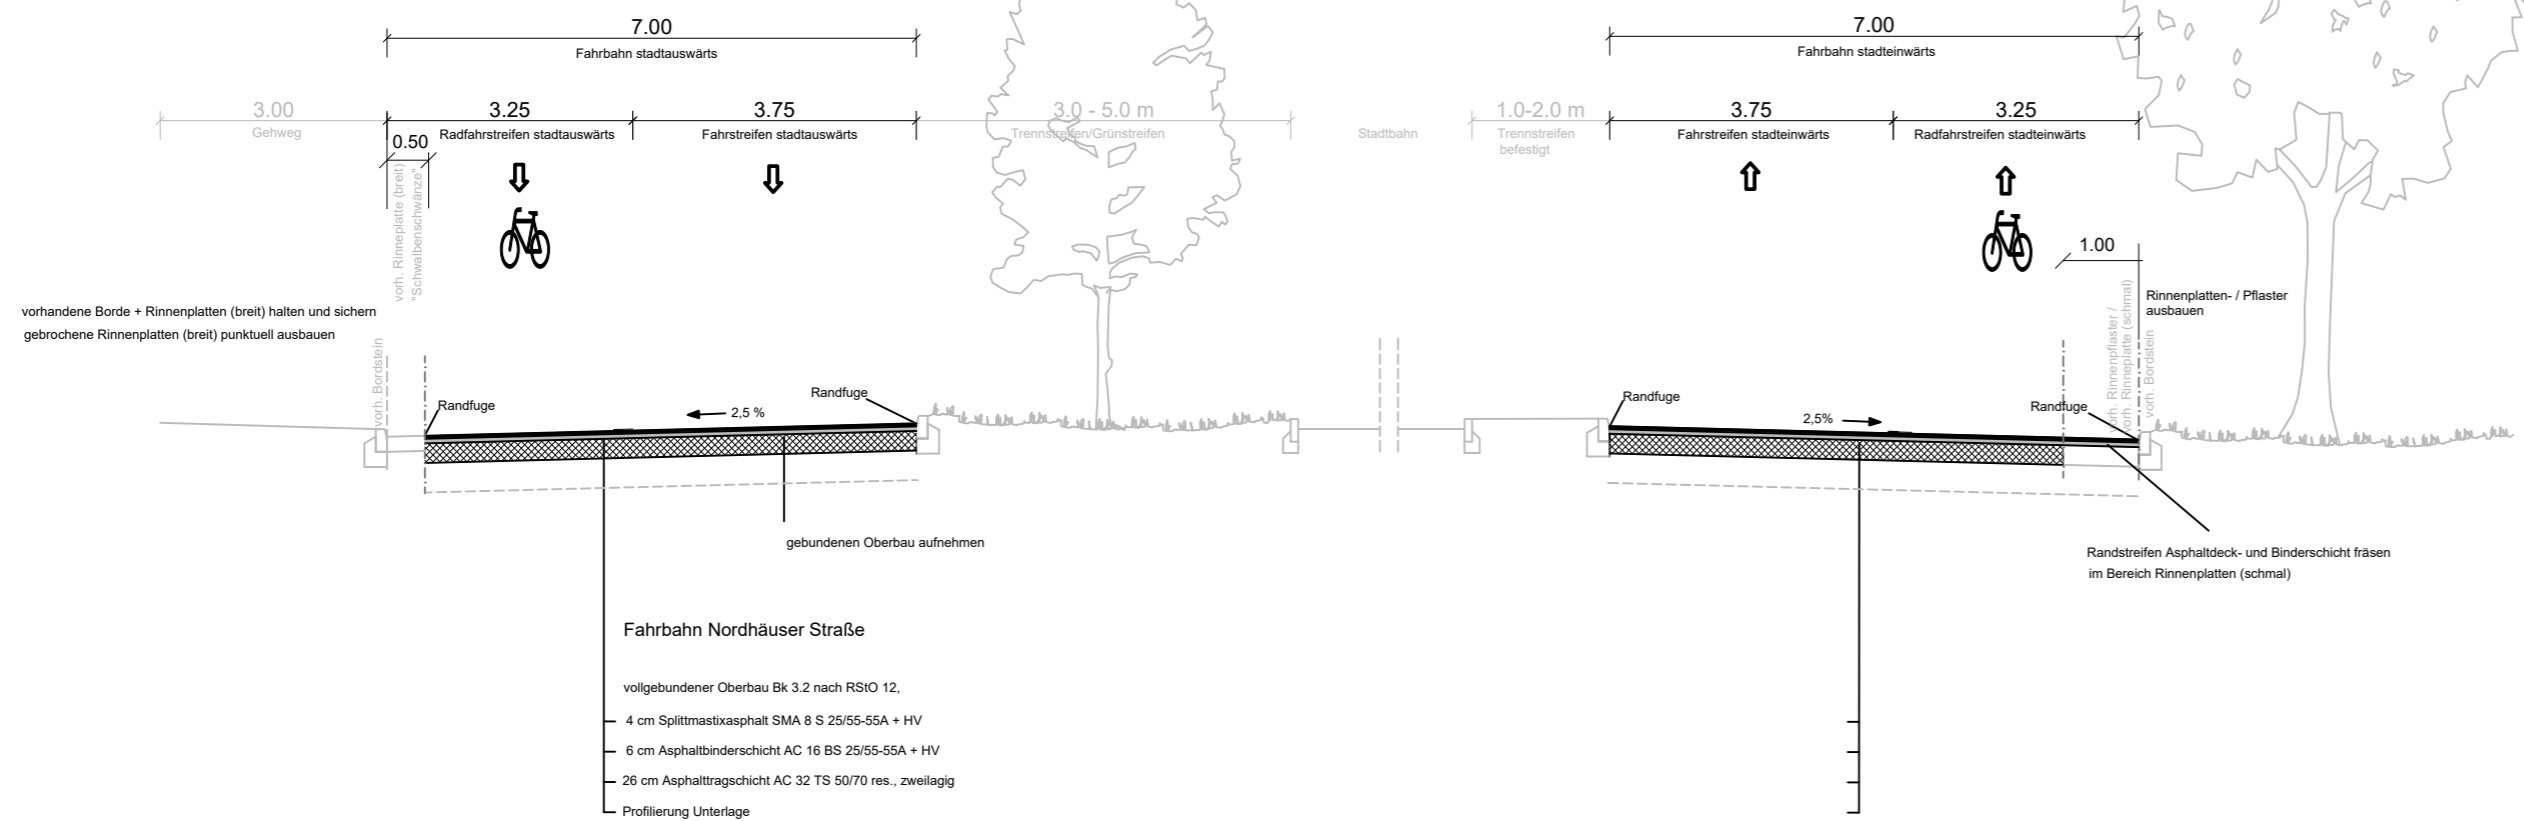 7.00
Fahrbahn stadtauswärts
7.00
Fahrbahn stadteinwärts
3.00
Gehweg
3.25
Radfahrstreifen stadtauswärts
3.75
Fahrstreifen stadtauswärts
3.0 - 5.0 m
Trennstreifen/Grünstreifen
Stadtbahn
1.0-2.0 m
Trennstreifen
befestigt
3.75
Fahrstreifen stadteinwärts
3.25
Radfahrstreifen stadteinwärts
0.50
vorh. Rinneplatte (breit)
"Schwalbenschwänze"
1.00
vorhandene Borde + Rinnenplatten (breit) halten und sichern
gebrochene Rinnenplatten (breit) punktuell ausbauen
vorh. Bordstein
Rinnenplatten- / Pflaster
ausbauen
vorh. Rinnenpflaster /
vorh. Rinneplatte (schmal)
vorh. Bordstein
Randfuge
2,5 %
Randfuge
Randfuge
2,5%
Randfuge
gebundenen Oberbau aufnehmen
Randstreifen Asphaltdeck- und Binderschicht fräsen
im Bereich Rinnenplatten (schmal)
Fahrbahn Nordhäuser Straße
vollgebundener Oberbau Bk 3.2 nach RStO 12,
4 cm Splittmastixasphalt SMA 8 S 25/55-55A + HV
6 cm Asphaltbinderschicht AC 16 BS 25/55-55A + HV
26 cm Asphalttragschicht AC 32 TS 50/70 res., zweilagig
Profilierung Unterlage